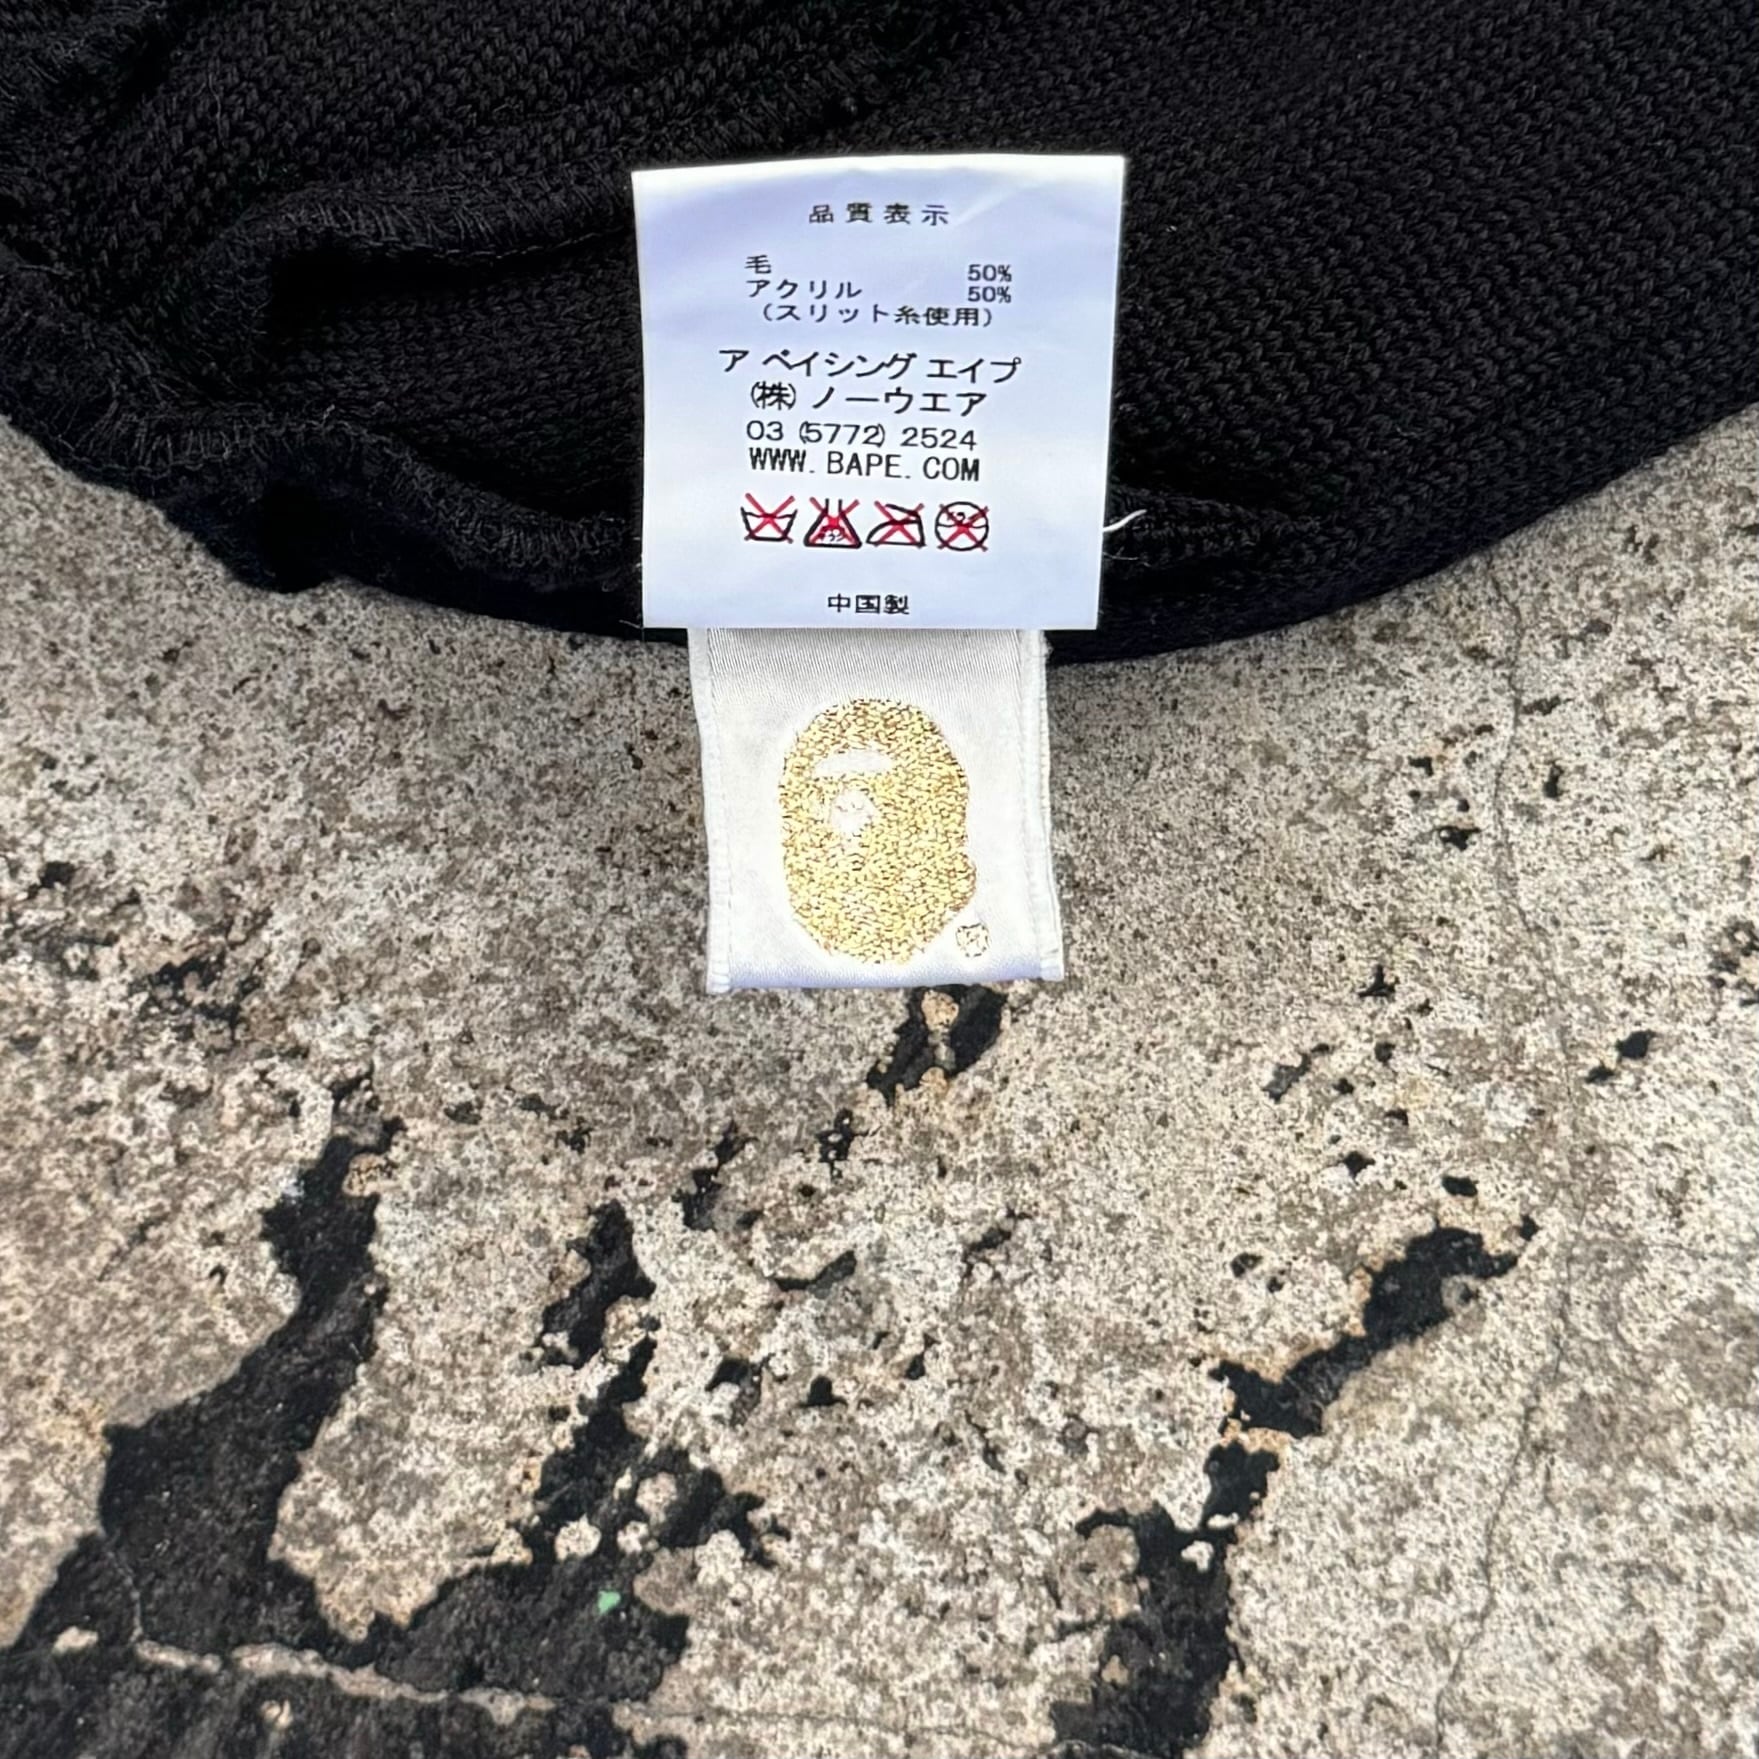 品質表示
毛 50%
アクリル 50%
(スリット糸使用)
ア ベイシング エイプ
(株) ノーウエア
03 (5772) 2524
WWW. BAPE. COM
中国製